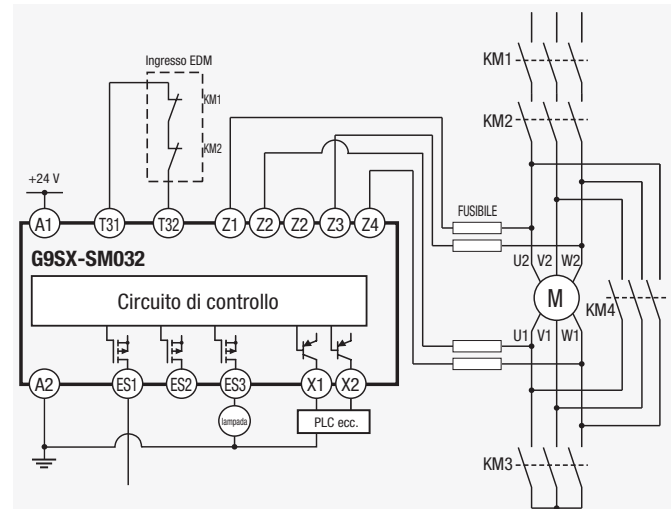 Ingresso EDM
KM1
KM2
+24 V
A1
T31
T32
Z1
Z2
Z2
Z3
Z4
G9SX-SM032
Circuito di controllo
A2
ES1
ES2
ES3
X1
X2
lampada
PLC ecc.
KM1
KM2
FUSIBILE
U2 V2 W2
M
KM4
U1 V1 W1
KM3